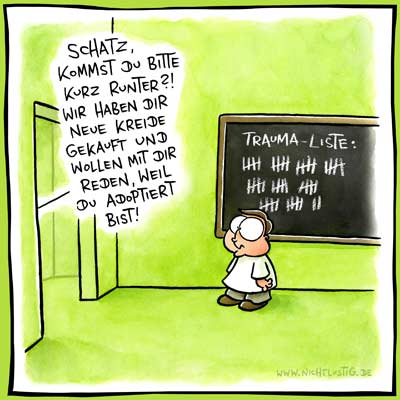 SCHATZ,
KOMMST DU BITTE
KURZ RUNTER?!
WIR HABEN DIR
NEUE KREIDE
GEKAUFT UND
WOLLEN MIT DIR
REDEN, WEIL
DU ADOPTIERT
BIST!
TRAUMA-LISTE:
WWW.NICHTLUSTIG.DE